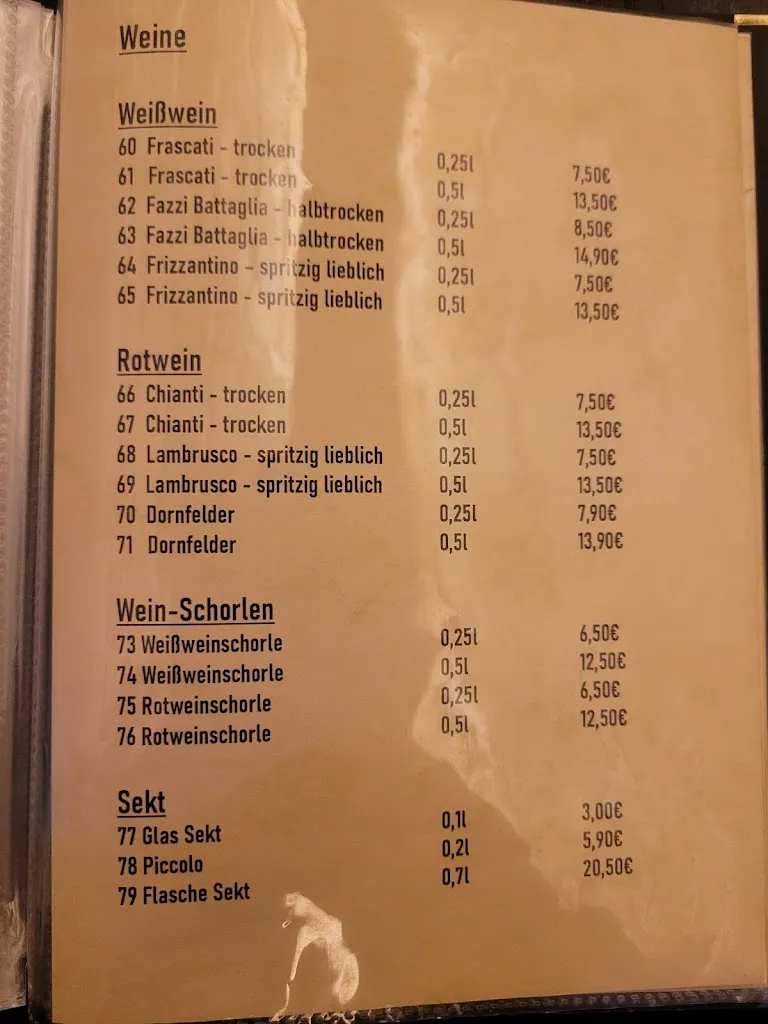 Weine
Weißwein
60 Frascati - trocken 0,25l 7,50€
61 Frascati - trocken 0,5l 13,50€
62 Fazzi Battaglia - halbtrocken 0,25l 8,50€
63 Fazzi Battaglia - halbtrocken 0,5l 14,90€
64 Frizzantino - spritzig lieblich 0,25l 7,50€
65 Frizzantino - spritzig lieblich 0,5l 13,50€
Rotwein
66 Chianti - trocken 0,25l 7,50€
67 Chianti - trocken 0,5l 13,50€
68 Lambrusco - spritzig lieblich 0,25l 7,50€
69 Lambrusco - spritzig lieblich 0,5l 13,50€
70 Dornfelder 0,25l 7,90€
71 Dornfelder 0,5l 13,90€
Wein-Schorlen
73 Weißweinschorle 0,25l 6,50€
74 Weißweinschorle 0,5l 12,50€
75 Rotweinschorle 0,25l 6,50€
76 Rotweinschorle 0,5l 12,50€
Sekt
77 Glas Sekt 0,1l 3,00€
78 Piccolo 0,2l 5,90€
79 Flasche Sekt 0,7l 20,50€